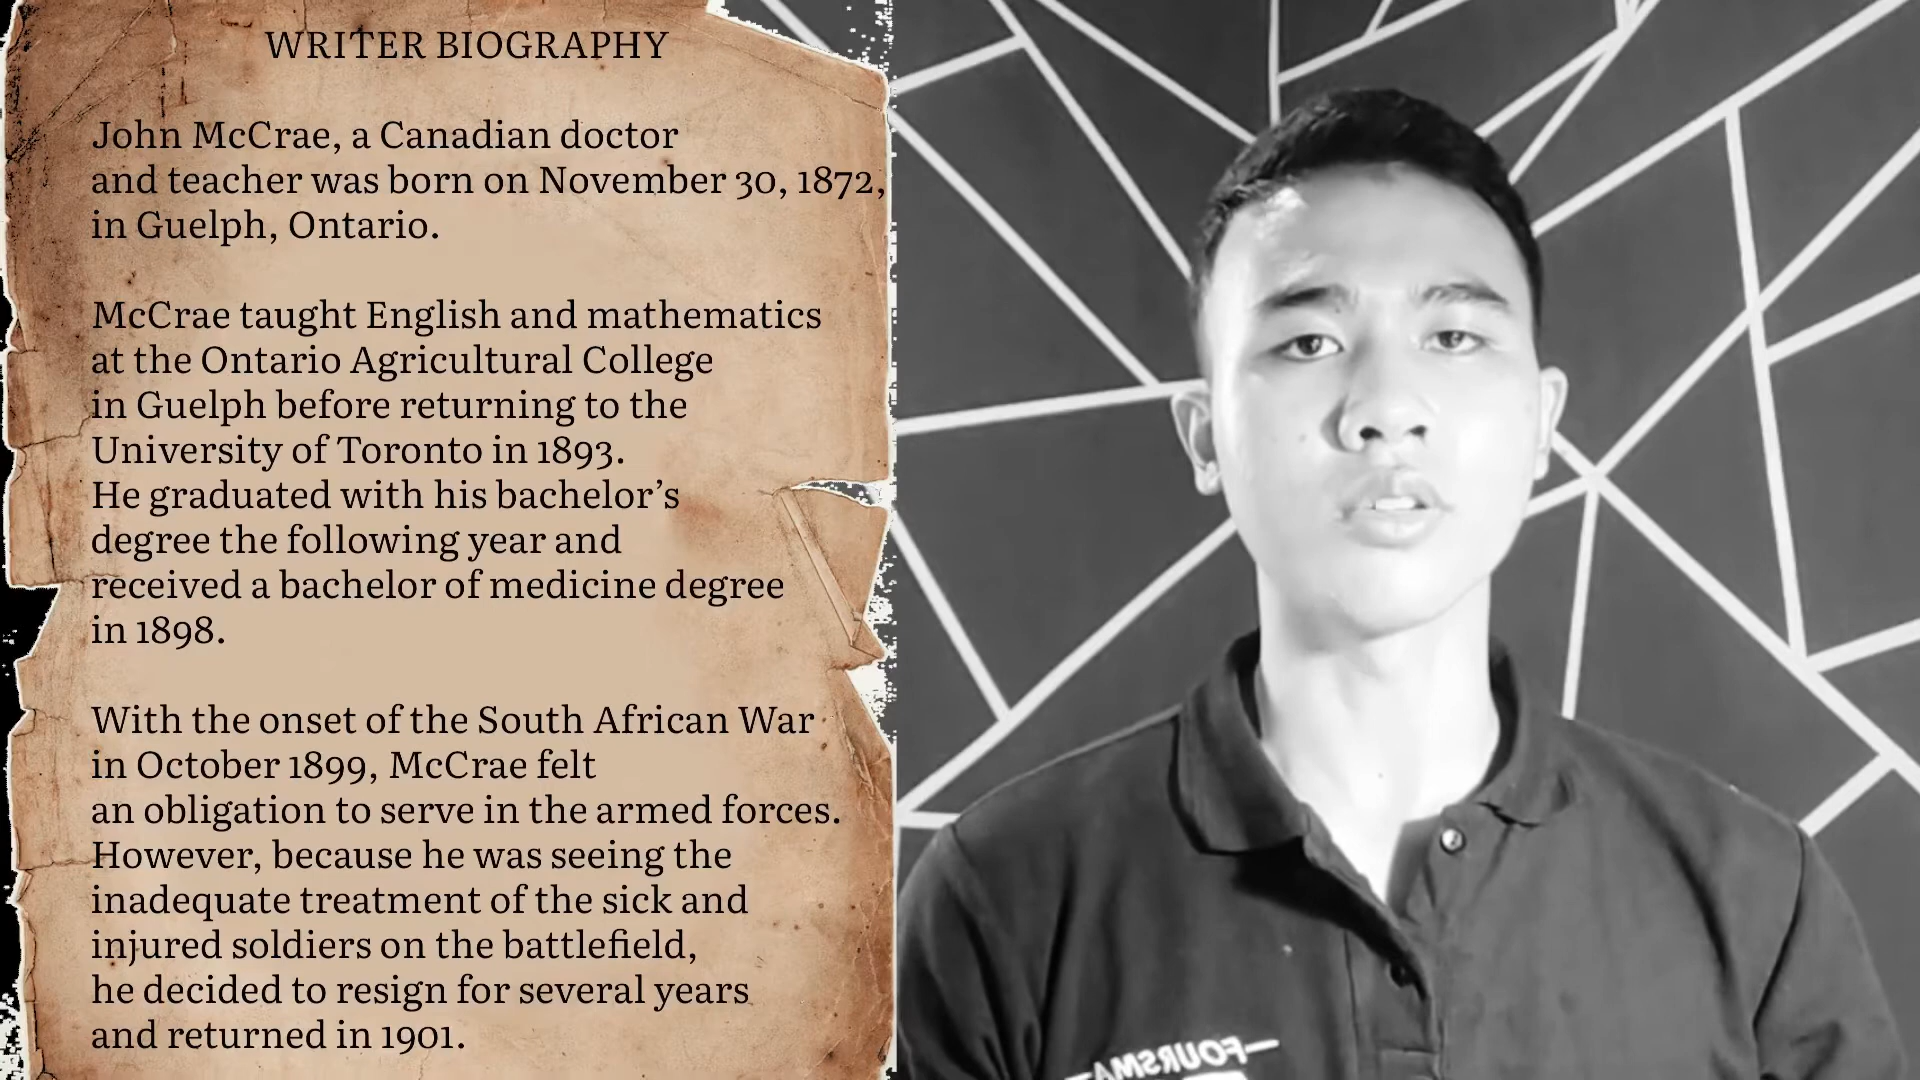 WRITER BIOGRAPHY
John McCrae, a Canadian doctor
and teacher was born on November 30, 1872,
in Guelph, Ontario.
McCrae taught English and mathematics
at the Ontario Agricultural College
in Guelph before returning to the
University of Toronto in 1893.
He graduated with his bachelor’s
degree the following year and
received a bachelor of medicine degree
in 1898.
With the onset of the South African War
in October 1899, McCrae felt
an obligation to serve in the armed forces.
However, because he was seeing the
inadequate treatment of the sick and
injured soldiers on the battlefield,
he decided to resign for several years
and returned in 1901.